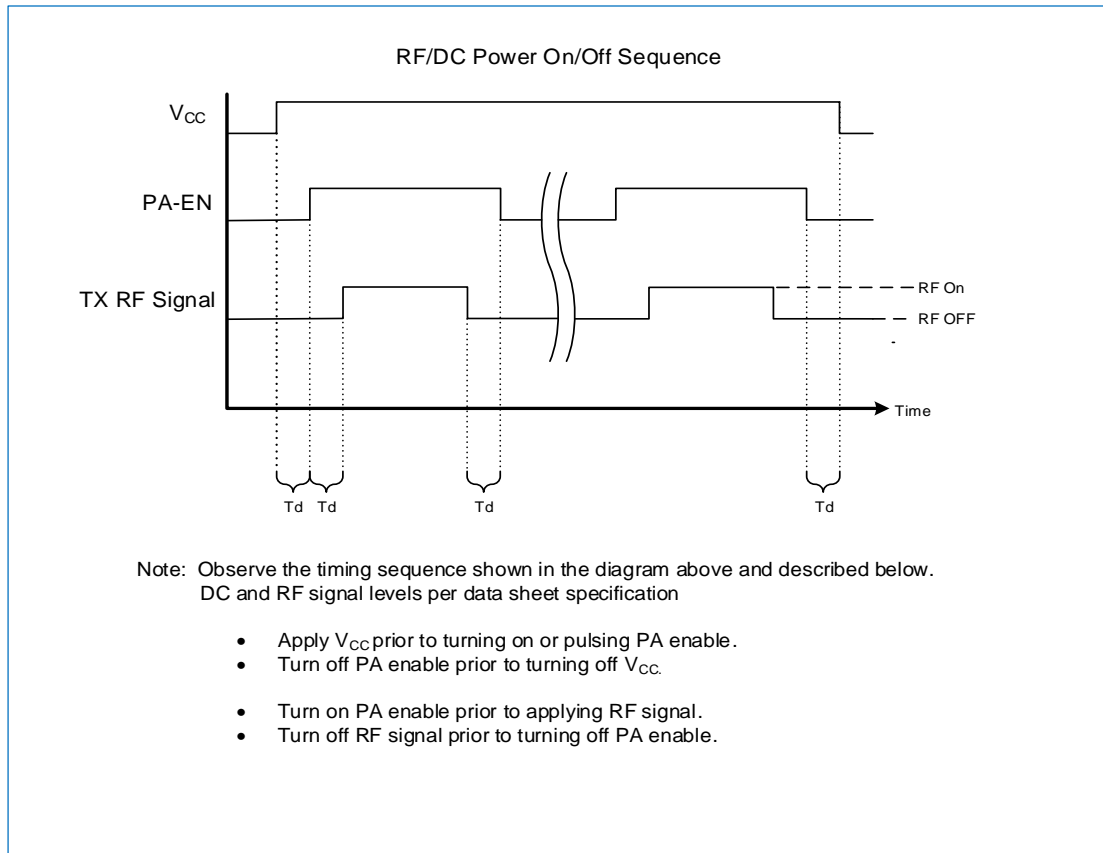 RF/DC Power On/Off Sequence
VCC
PA-EN
TX RF Signal
RF On
RF OFF
Time
Td
Td
Td
Td
Note: Observe the timing sequence shown in the diagram above and described below.
DC and RF signal levels per data sheet specification
• Apply VCC prior to turning on or pulsing PA enable.
• Turn off PA enable prior to turning off VCC.
• Turn on PA enable prior to applying RF signal.
• Turn off RF signal prior to turning off PA enable.